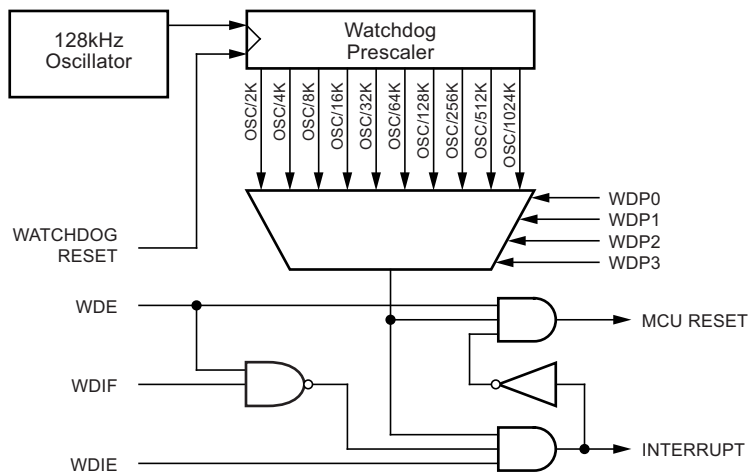 128kHz
Oscillator
Watchdog
Prescaler
OSC/2K
OSC/4K
OSC/8K
OSC/16K
OSC/32K
OSC/64K
OSC/128K
OSC/256K
OSC/512K
OSC/1024K
WDP0
WDP1
WDP2
WDP3
WATCHDOG
RESET
WDE
MCU RESET
WDIF
INTERRUPT
WDIE